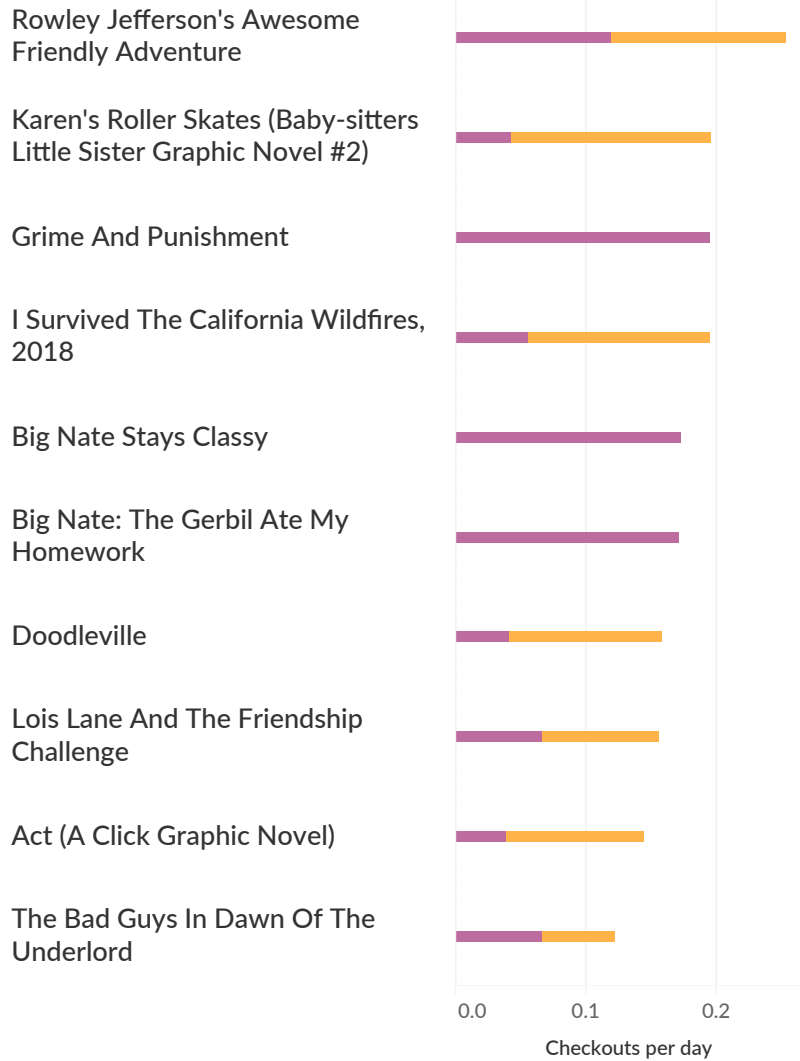 Rowley Jefferson's Awesome
Friendly Adventure
Karen's Roller Skates (Baby-sitters
Little Sister Graphic Novel #2)
Grime And Punishment
I Survived The California Wildfires,
2018
Big Nate Stays Classy
Big Nate: The Gerbil Ate My
Homework
Doodleville
Lois Lane And The Friendship
Challenge
Act (A Click Graphic Novel)
The Bad Guys In Dawn Of The
Underlord
0.0 0.1 0.2
Checkouts per day